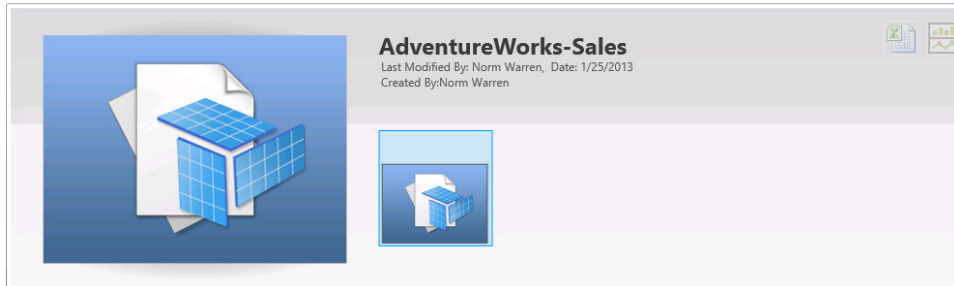 AdventureWorks-Sales
Last Modified By: Norm Warren,  Date: 1/25/2013
Created By:Norm Warren